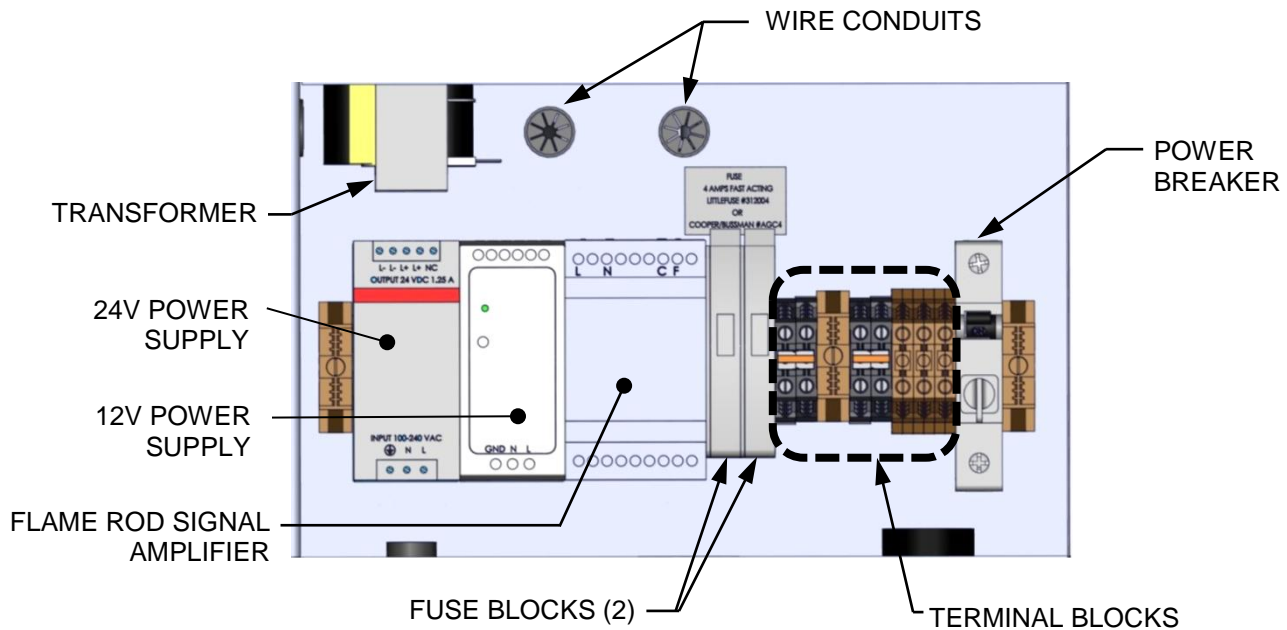 WIRE CONDUITS
POWER
BREAKER
TRANSFORMER
FUSE
4 AMPS FAST ACTING
LITTLEFUSE #312004
OR
COOPER/BUSSMAN #AGC4
L- L- L+ L+ NC
OUTPUT 24 VDC 1.25 A
L N C F
24V POWER
SUPPLY
12V POWER
SUPPLY
INPUT 100-240 VAC
N L
GND N L
FLAME ROD SIGNAL
AMPLIFIER
FUSE BLOCKS (2)
TERMINAL BLOCKS